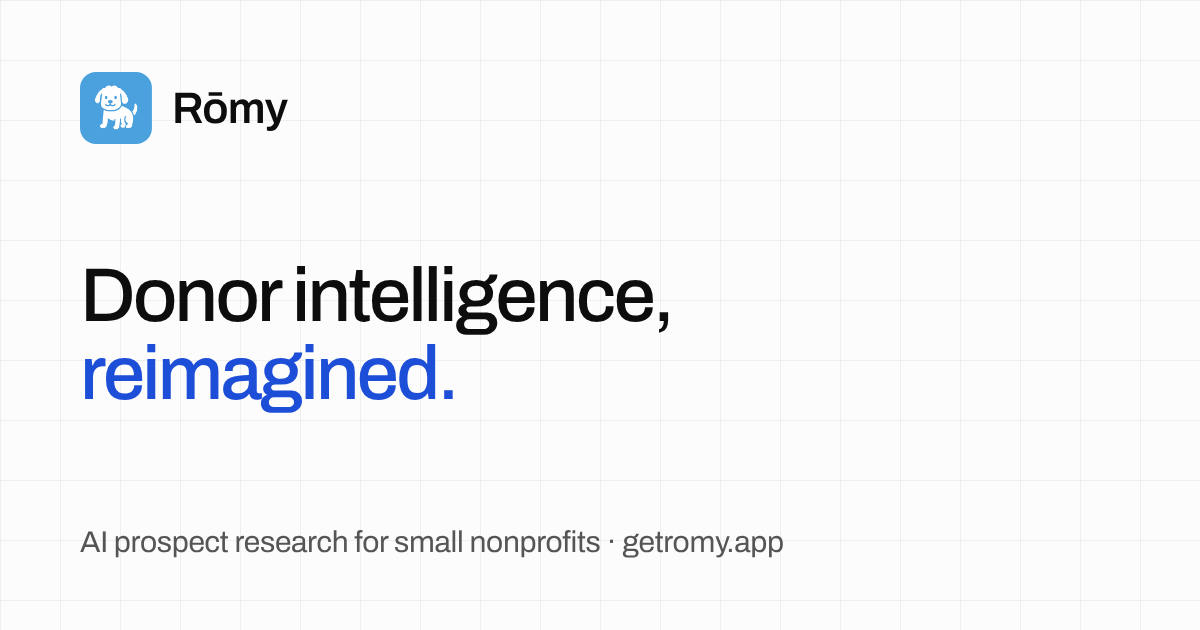 Rōmy
Donor intelligence,
reimagined.
AI prospect research for small nonprofits · getromy.app